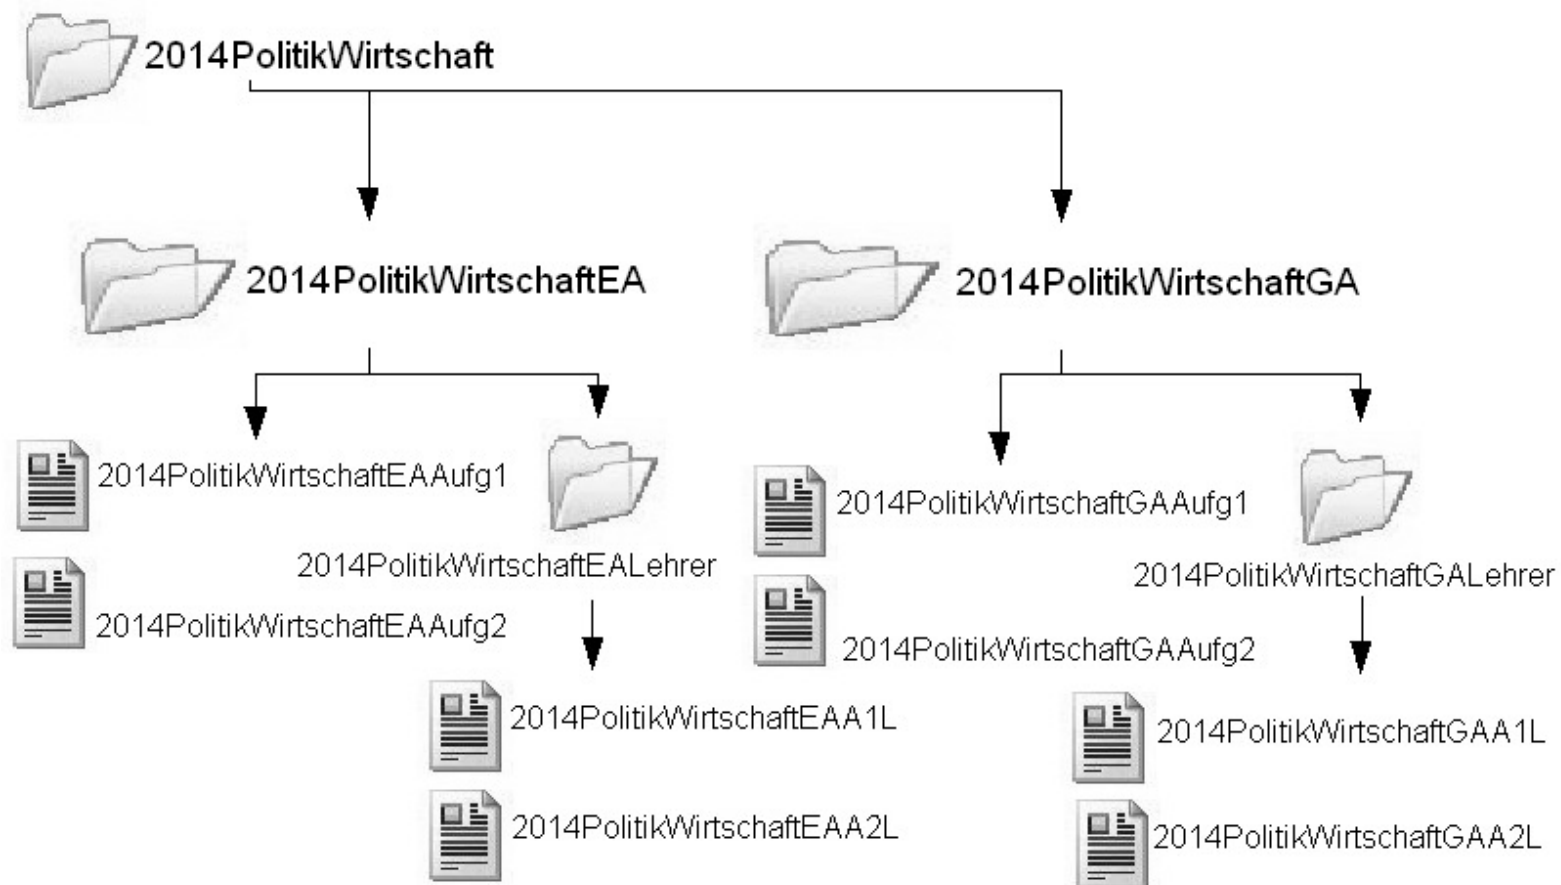 2014PolitikWirtschaft
2014PolitikWirtschaftEA
2014PolitikWirtschaftGA
2014PolitikWirtschaftEAAufg1
2014PolitikWirtschaftGAAufg1
2014PolitikWirtschaftEALehrer
2014PolitikWirtschaftGALehrer
2014PolitikWirtschaftEAAufg2
2014PolitikWirtschaftGAAufg2
2014PolitikWirtschaftEAA1L
2014PolitikWirtschaftGAA1L
2014PolitikWirtschaftEAA2L
2014PolitikWirtschaftGAA2L